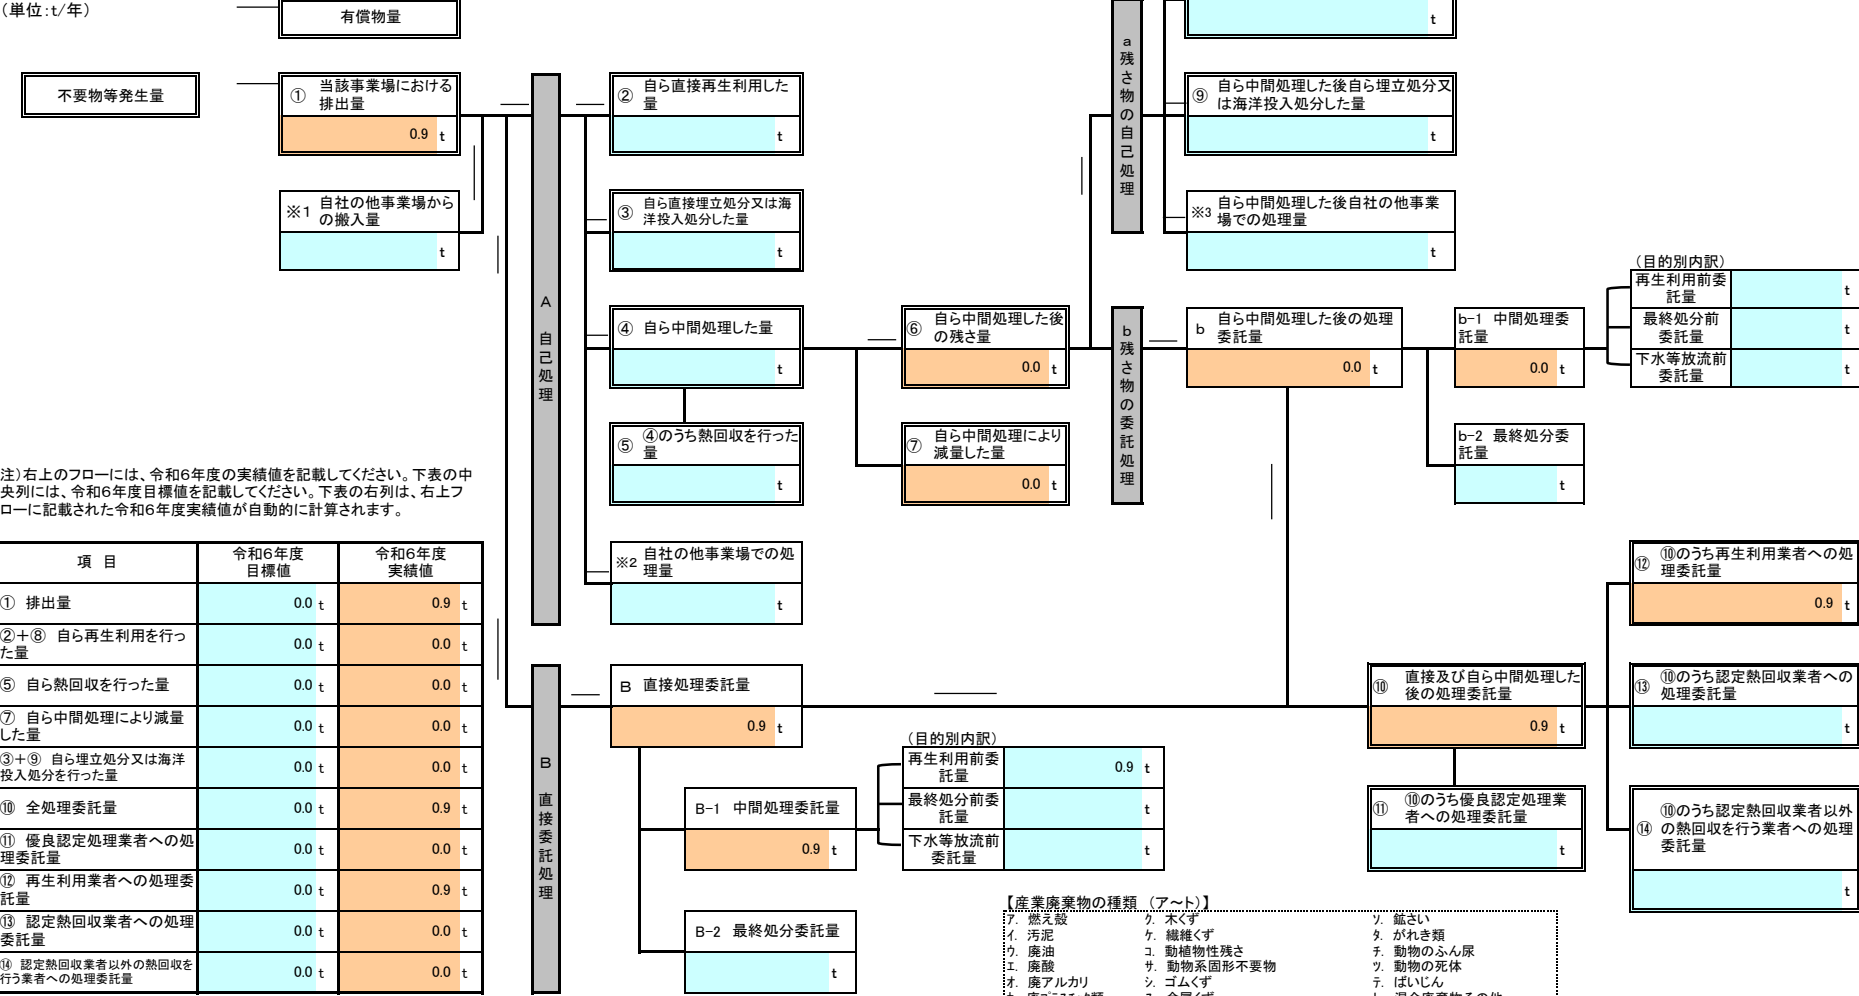 （単位：t/年）
有償物量
t
不要物等発生量
① 当該事業場における
排出量
0.9 t
※1 自社の他事業場から
の搬入量
t
A 自己処理
② 自ら直接再生利用した
量
t
③ 自ら直接埋立処分又は海
洋投入処分した量
t
④ 自ら中間処理した量
t
⑤ ④のうち熱回収を行った
量
t
※2 自社の他事業場での処
理量
t
⑥ 自ら中間処理した後
の残さ量
0.0 t
⑦ 自ら中間処理により
減量した量
0.0 t
a 残さ物の自己処理
⑨ 自ら中間処理した後自ら埋立処分又
は海洋投入処分した量
t
※3 自ら中間処理した後自社の他事業
場での処理量
t
b 残さ物の委託処理
b 自ら中間処理した後の処理
委託量
0.0 t
b-1 中間処理委
託量
0.0 t
b-2 最終処分委
託量
t
（目的別内訳）
再生利用前委
託量
t
最終処分前
委託量
t
下水等放流前
委託量
t
注）右上のフローには、令和6年度の実績値を記載してください。下表の中
央列には、令和6年度目標値を記載してください。下表の右列は、右上フ
ローに記載された令和6年度実績値が自動的に計算されます。
項 目
令和6年度
目標値
令和6年度
実績値
① 排出量 0.0 t 0.9 t
②＋⑧ 自ら再生利用を行っ
た量
0.0 t 0.0 t
⑤ 自ら熱回収を行った量 0.0 t 0.0 t
⑦ 自ら中間処理により減量
した量
0.0 t 0.0 t
③＋⑨ 自ら埋立処分又は海洋
投入処分を行った量
0.0 t 0.0 t
⑩ 全処理委託量 0.0 t 0.9 t
⑪ 優良認定処理業者への処
理委託量
0.0 t 0.0 t
⑫ 再生利用業者への処理委
託量
0.0 t 0.9 t
⑬ 認定熱回収業者への処理
委託量
0.0 t 0.0 t
⑭ 認定熱回収業者以外の熱回収を
行う業者への処理委託量
0.0 t 0.0 t
B 直接委託処理
B 直接処理委託量
0.9 t
B-1 中間処理委託量
0.9 t
B-2 最終処分委託量
t
（目的別内訳）
再生利用前委
託量
0.9 t
最終処分前委
託量
t
下水等放流前
委託量
t
⑩ 直接及び自ら中間処理した
後の処理委託量
0.9 t
⑪ ⑩のうち優良認定処理業
者への処理委託量
t
⑫ ⑩のうち再生利用業者への処
理委託量
0.9 t
⑬ ⑩のうち認定熱回収業者への
処理委託量
t
⑭ ⑩のうち認定熱回収業者以外
の熱回収を行う業者への処理
委託量
t
【産業廃棄物の種類 （ア～ト）】
ア. 燃え殻 ク. 木くず ソ. 鉱さい
イ. 汚泥 ケ. 繊維くず タ. がれき類
ウ. 廃油 コ. 動植物性残さ チ. 動物のふん尿
エ. 廃酸 サ. 動物系固形不要物 ツ. 動物の死体
オ. 廃アルカリ シ. ゴムくず テ. ばいじん